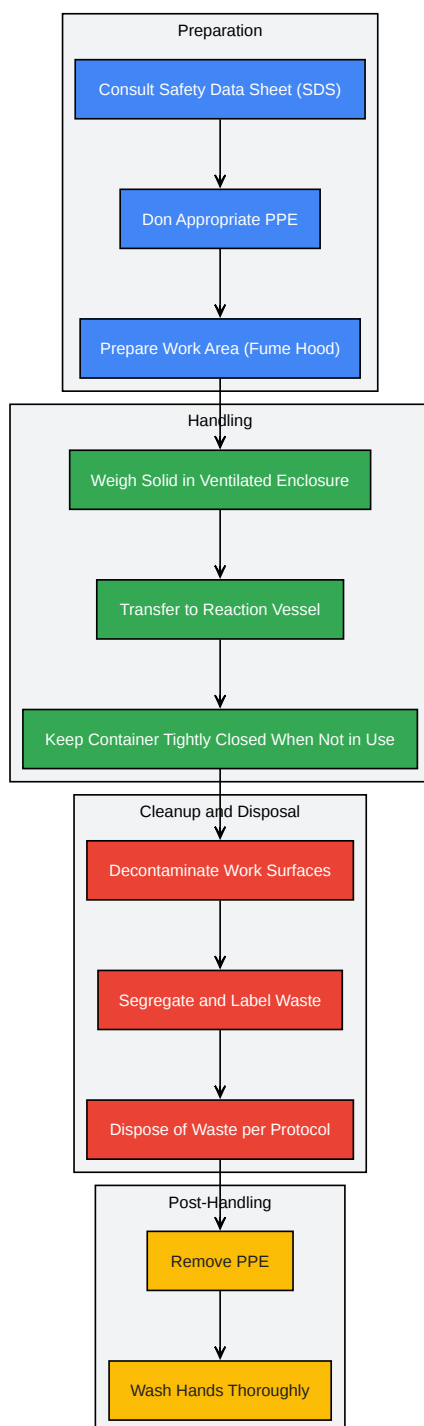 Preparation
Consult Safety Data Sheet (SDS)
Don Appropriate PPE
Prepare Work Area (Fume Hood)
Handling
Weigh Solid in Ventilated Enclosure
Transfer to Reaction Vessel
Keep Container Tightly Closed When Not in Use
Cleanup and Disposal
Decontaminate Work Surfaces
Segregate and Label Waste
Dispose of Waste per Protocol
Post-Handling
Remove PPE
Wash Hands Thoroughly